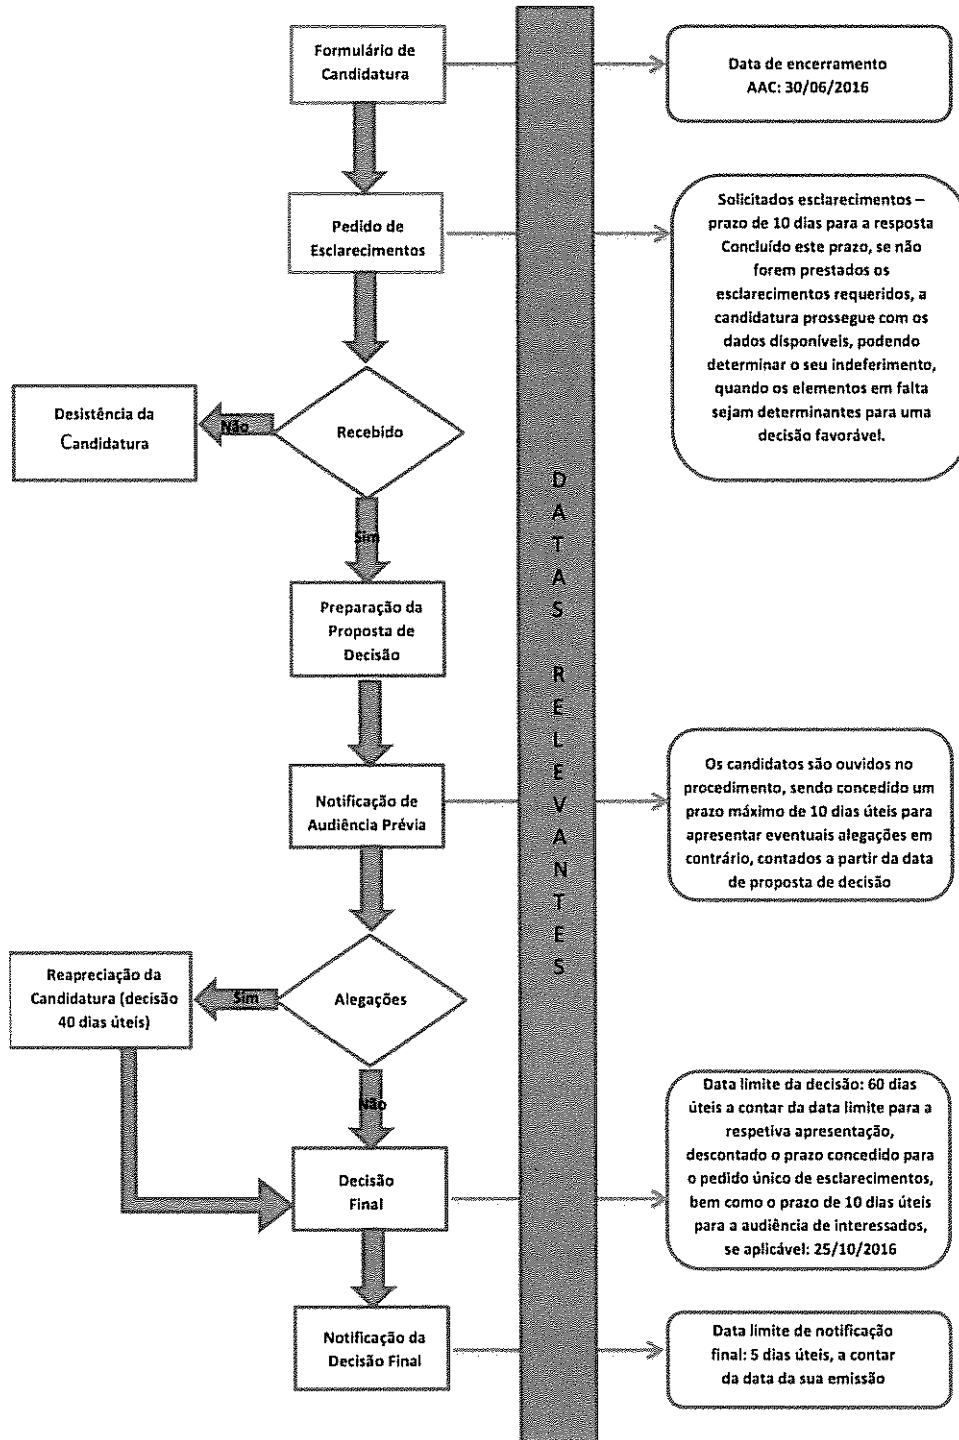 Formulário de
Candidatura
Data de encerramento
AAC: 30/06/2016
Pedido de
Esclarecimentos
Solicitados esclarecimentos –
prazo de 10 dias para a resposta
Concluído este prazo, se não
forem prestados os
esclarecimentos requeridos, a
candidatura prossegue com os
dados disponíveis, podendo
determinar o seu indeferimento,
quando os elementos em falta
sejam determinantes para uma
decisão favorável.
Desistência da
Candidatura
Não
Recebido
Sim
DATAS RELEVANTES
Preparação da
Proposta de
Decisão
Notificação de
Audiência Prévia
Os candidatos são ouvidos no
procedimento, sendo concedido um
prazo máximo de 10 dias úteis para
apresentar eventuais alegações em
contrário, contados a partir da data
de proposta de decisão
Reapreciação da
Candidatura (decisão
40 dias úteis)
Sim
Alegações
Não
Decisão
Final
Data limite da decisão: 60 dias
úteis a contar da data limite para a
respetiva apresentação,
descontado o prazo concedido para
o pedido único de esclarecimentos,
bem como o prazo de 10 dias úteis
para a audiência de interessados,
se aplicável: 25/10/2016
Notificação da
Decisão Final
Data limite de notificação
final: 5 dias úteis, a contar
da data da sua emissão